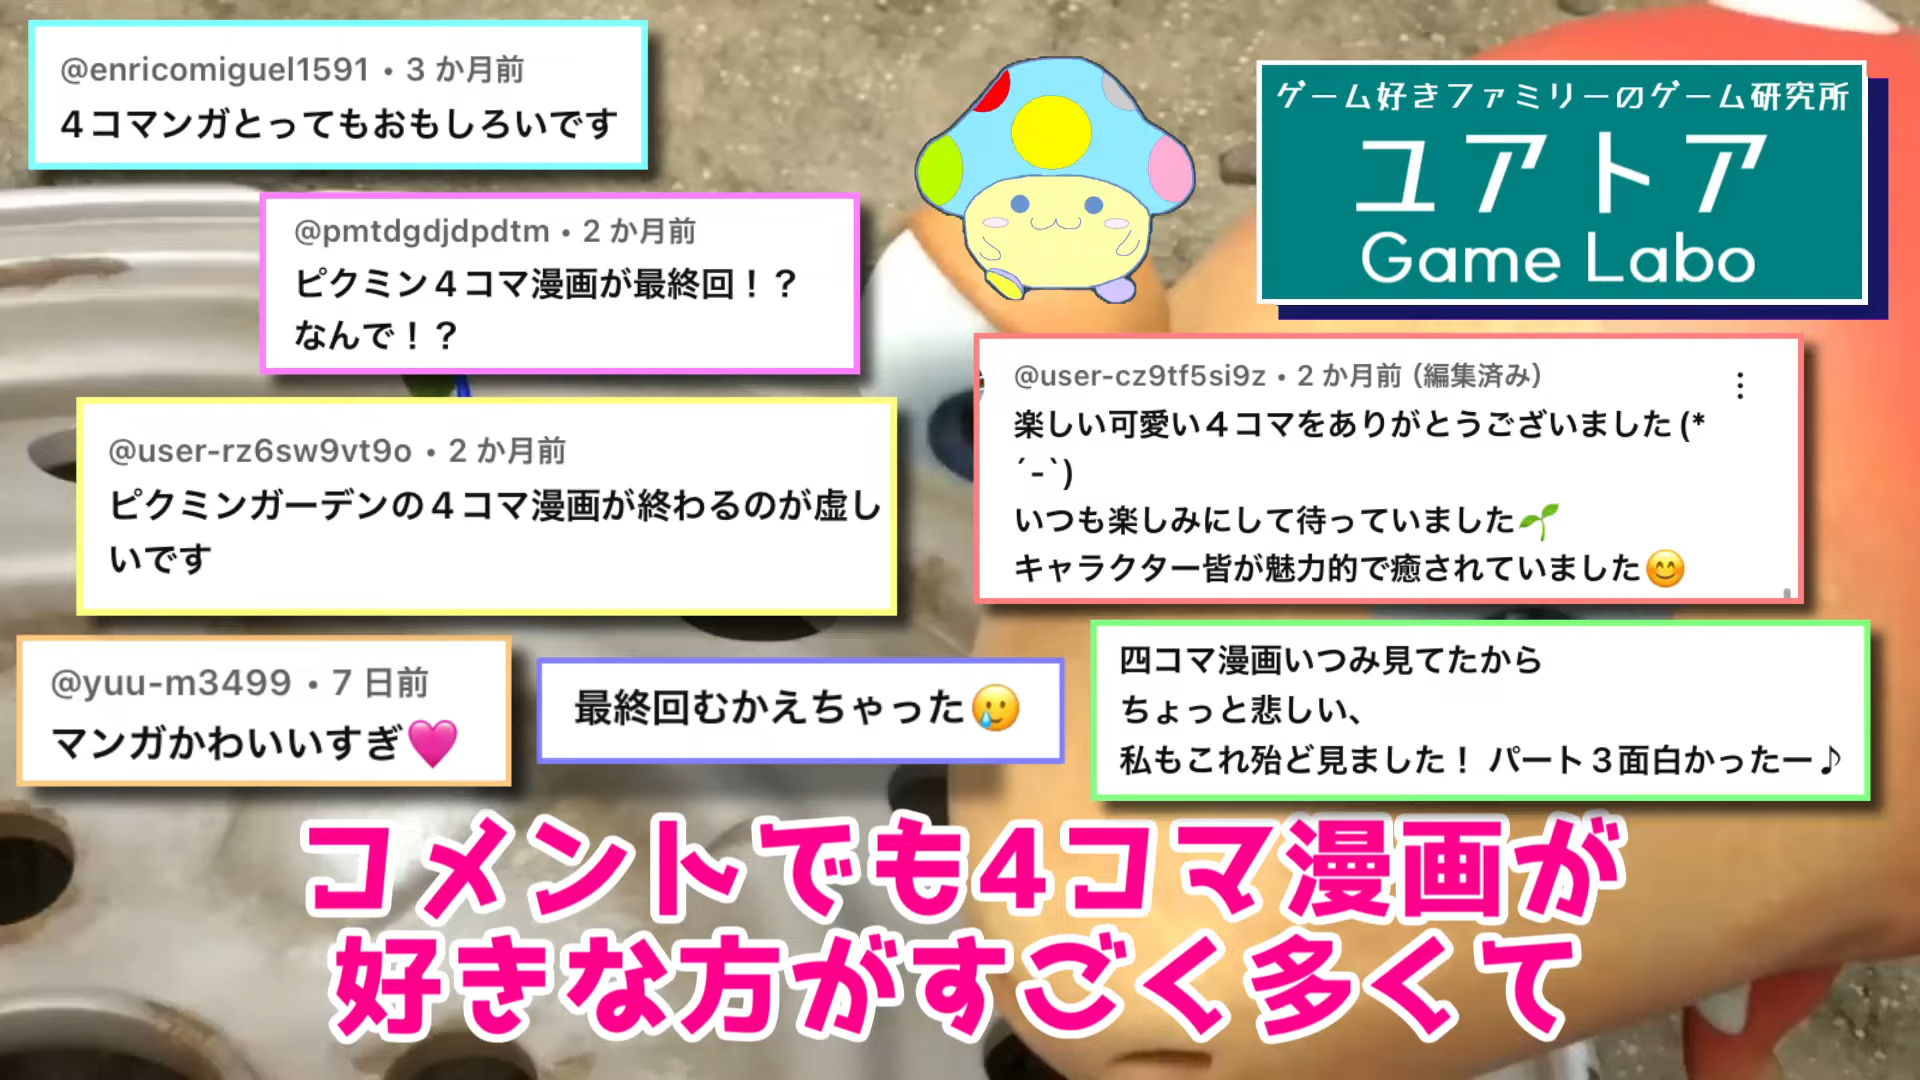 @enricomiguel1591・3 か月前
４コマンガとってもおもしろいです
ゲーム好きファミリーのゲーム研究所
ユアトア
Game Labo
@pmtdgdjdpdtm・2 か月前
ピクミン４コマ漫画が最終回！？
なんで！？
@user-cz9tf5si9z・2 か月前（編集済み）
楽しい可愛い４コマをありがとうございました (*
´-`)
いつも楽しみにして待っていました🌱
キャラクター皆が魅力的で癒されていました😊
@user-rz6sw9vt9o・2 か月前
ピクミンガーデンの４コマ漫画が終わるのが虚し
いです
@yuu-m3499・7 日前
マンガかわいいすぎ🩷
最終回むかえちゃった🥲
四コマ漫画いつみ見てたから
ちょっと悲しい、
私もこれ殆ど見ました！ パート３面白かったー♪
コメントでも4コマ漫画が
好きな方がすごく多くて